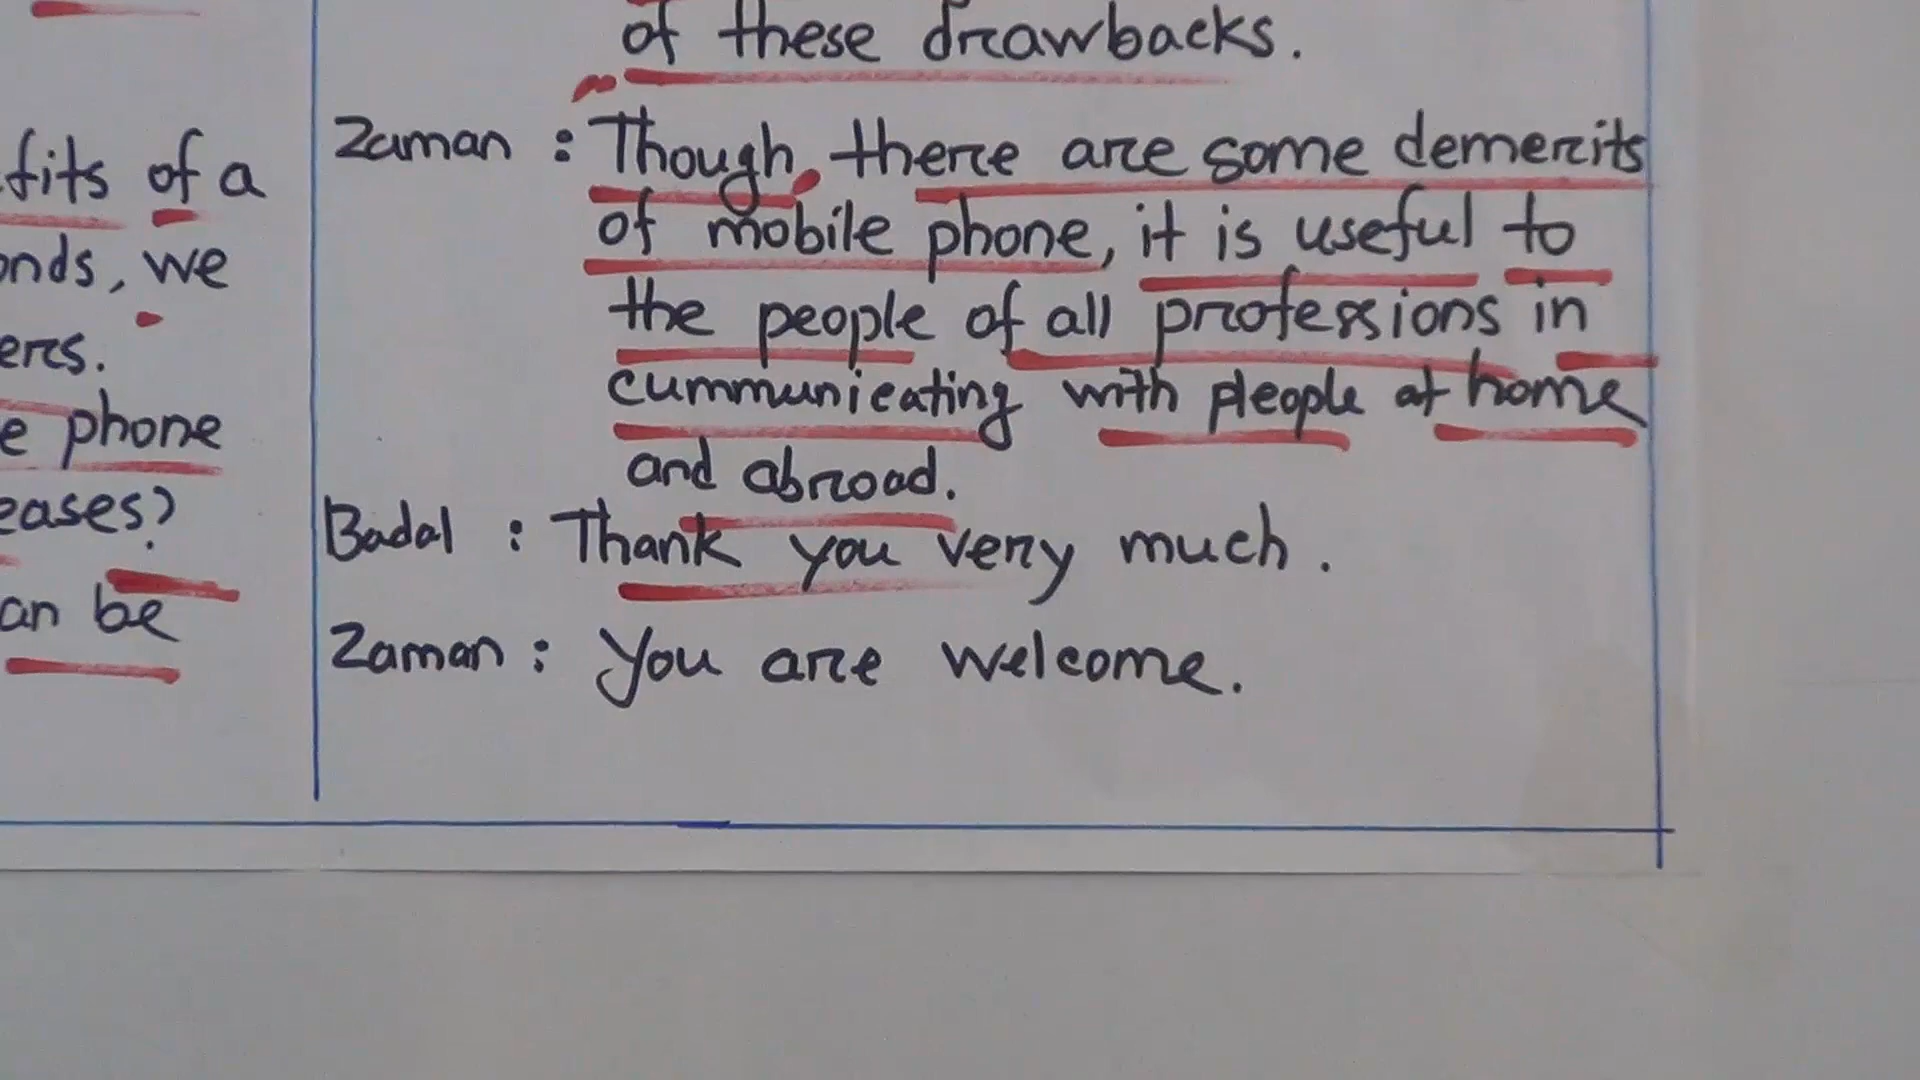 fits of a
onds, we
ers.
e phone
eases?
an be
of these drawbacks.
Zaman : Though, there are some demerits
of mobile phone, it is useful to
the people of all professions in
cummunicating with pleople at home
and abroad.
Badal : Thank you very much.
Zaman : You are welcome.